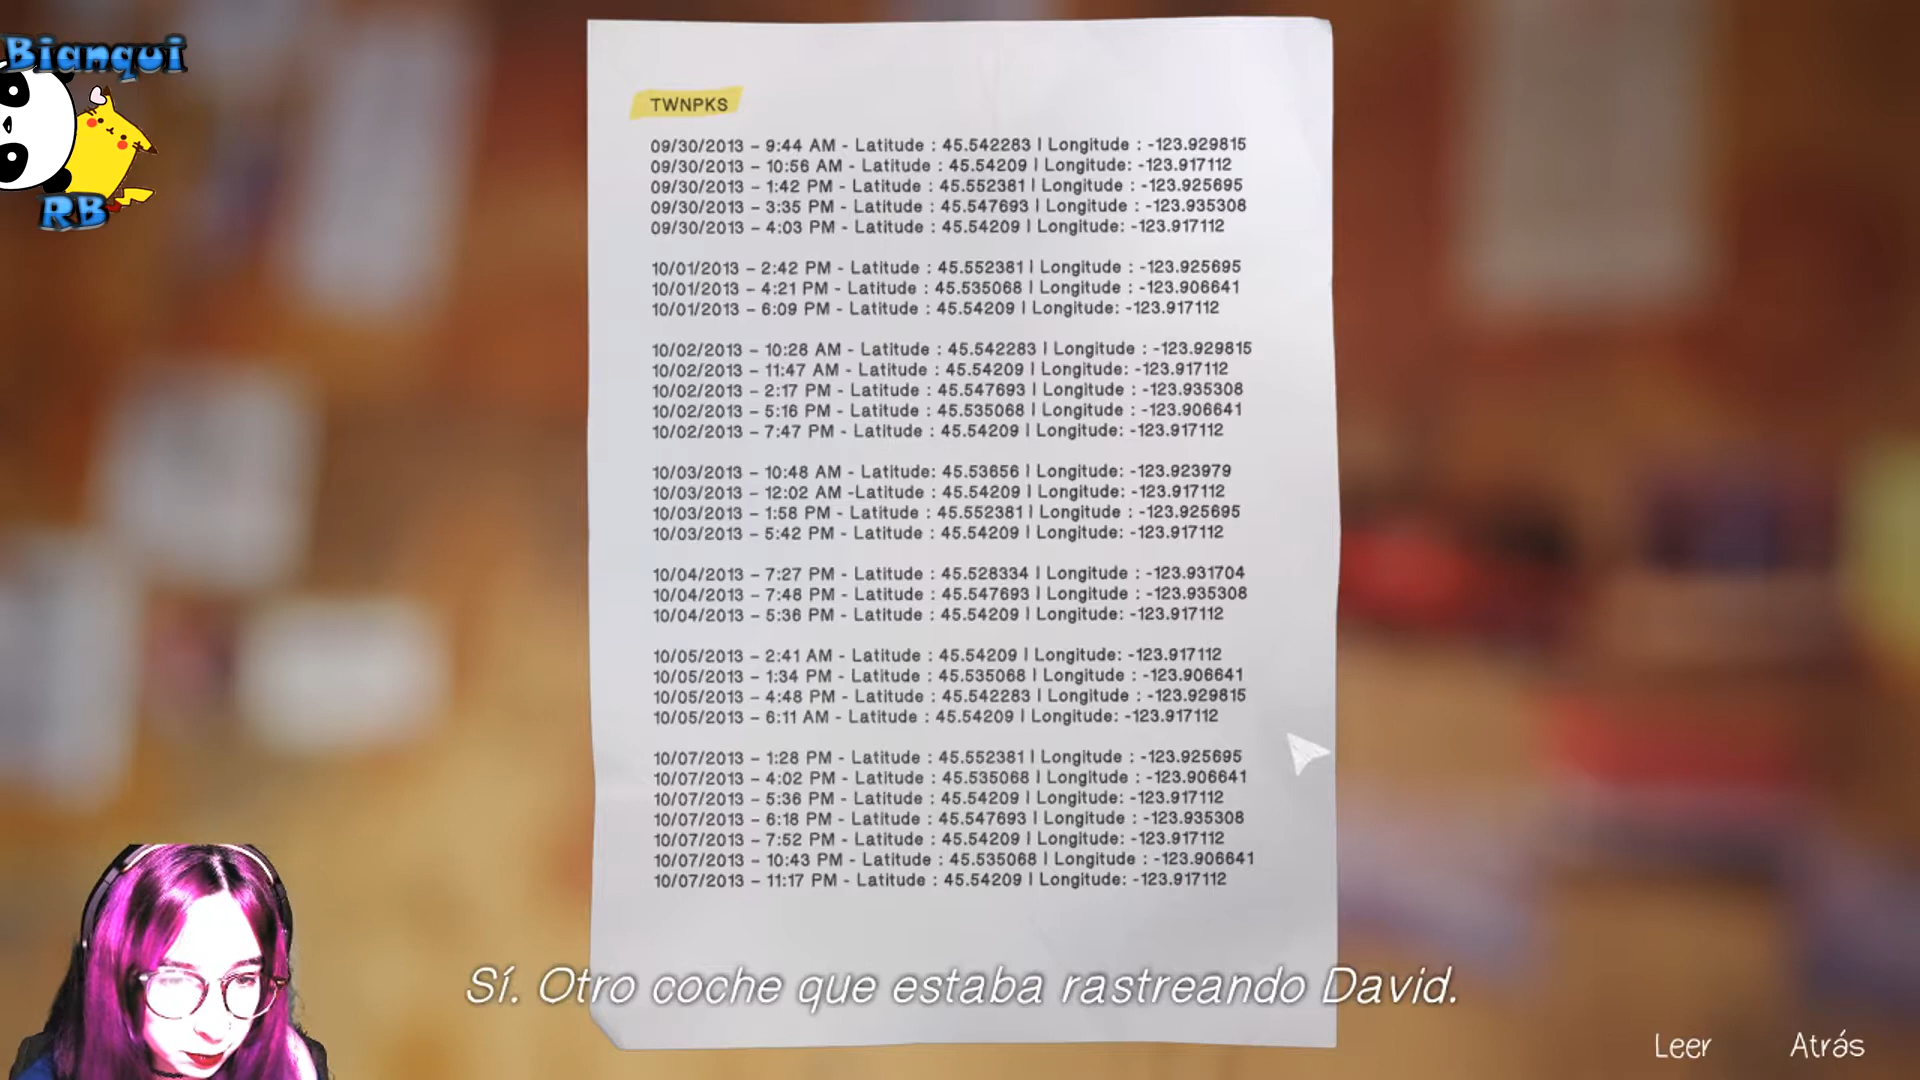 Bianqui
RB
TWNPKS
09/30/2013 – 9:44 AM - Latitude : 45.542283 | Longitude : -123.929815
09/30/2013 – 10:56 AM - Latitude : 45.54209 | Longitude: -123.917112
09/30/2013 – 1:42 PM - Latitude : 45.552381 | Longitude : -123.925695
09/30/2013 – 3:35 PM - Latitude : 45.547693 | Longitude : -123.935308
09/30/2013 – 4:03 PM - Latitude : 45.54209 | Longitude: -123.917112
10/01/2013 – 2:42 PM - Latitude : 45.552381 | Longitude : -123.925695
10/01/2013 – 4:21 PM - Latitude : 45.535068 | Longitude : -123.906641
10/01/2013 – 6:09 PM - Latitude : 45.54209 | Longitude: -123.917112
10/02/2013 – 10:28 AM - Latitude : 45.542283 | Longitude : -123.929815
10/02/2013 – 11:47 AM - Latitude : 45.54209 | Longitude: -123.917112
10/02/2013 – 2:17 PM - Latitude : 45.547693 | Longitude : -123.935308
10/02/2013 – 5:16 PM - Latitude : 45.535068 | Longitude : -123.906641
10/02/2013 – 7:47 PM - Latitude : 45.54209 | Longitude: -123.917112
10/03/2013 – 10:48 AM - Latitude: 45.53656 | Longitude: -123.923979
10/03/2013 – 12:02 AM -Latitude : 45.54209 | Longitude: -123.917112
10/03/2013 – 1:58 PM - Latitude : 45.552381 | Longitude : -123.925695
10/03/2013 – 5:42 PM - Latitude : 45.54209 | Longitude: -123.917112
10/04/2013 – 7:27 PM - Latitude : 45.528334 | Longitude : -123.931704
10/04/2013 – 7:48 PM - Latitude : 45.547693 | Longitude : -123.935308
10/04/2013 – 5:36 PM - Latitude : 45.54209 | Longitude: -123.917112
10/05/2013 – 2:41 AM - Latitude : 45.54209 | Longitude: -123.917112
10/05/2013 – 1:34 PM - Latitude : 45.535068 | Longitude : -123.906641
10/05/2013 – 4:48 PM - Latitude : 45.542283 | Longitude : -123.929815
10/05/2013 – 6:11 AM - Latitude : 45.54209 | Longitude: -123.917112
10/07/2013 – 1:28 PM - Latitude : 45.552381 | Longitude : -123.925695
10/07/2013 – 4:02 PM - Latitude : 45.535068 | Longitude : -123.906641
10/07/2013 – 5:36 PM - Latitude : 45.54209 | Longitude: -123.917112
10/07/2013 – 6:18 PM - Latitude : 45.547693 | Longitude : -123.935308
10/07/2013 – 7:52 PM - Latitude : 45.54209 | Longitude: -123.917112
10/07/2013 – 10:43 PM - Latitude : 45.535068 | Longitude : -123.906641
10/07/2013 – 11:17 PM - Latitude : 45.54209 | Longitude: -123.917112
Sí. Otro coche que estaba rastreando David.
Leer Atrás